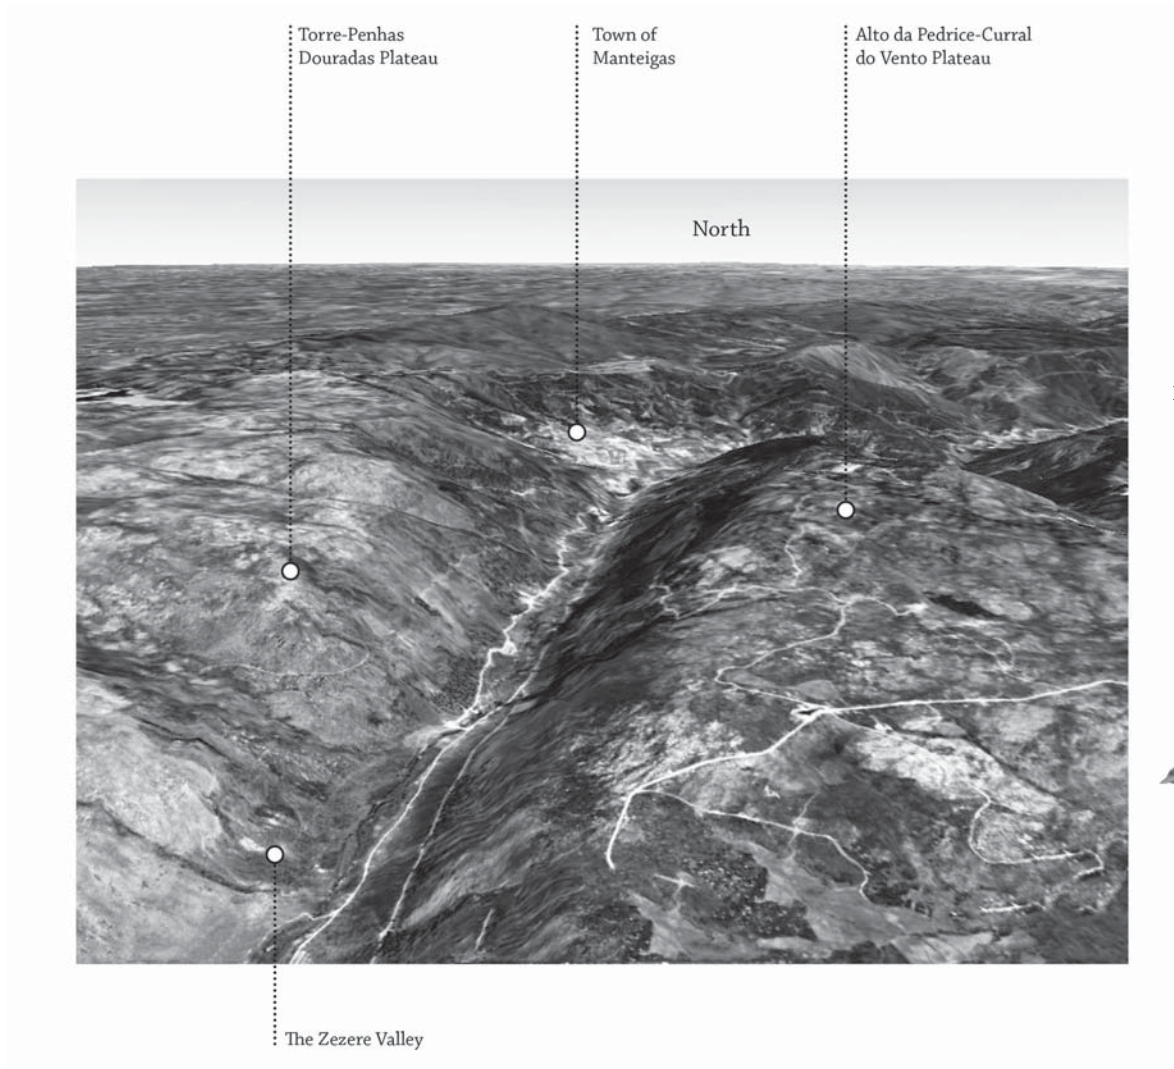 Torre-Penhas
Douradas Plateau
Town of
Manteigas
Alto da Pedrice-Curral
do Vento Plateau
North
The Zezere Valley